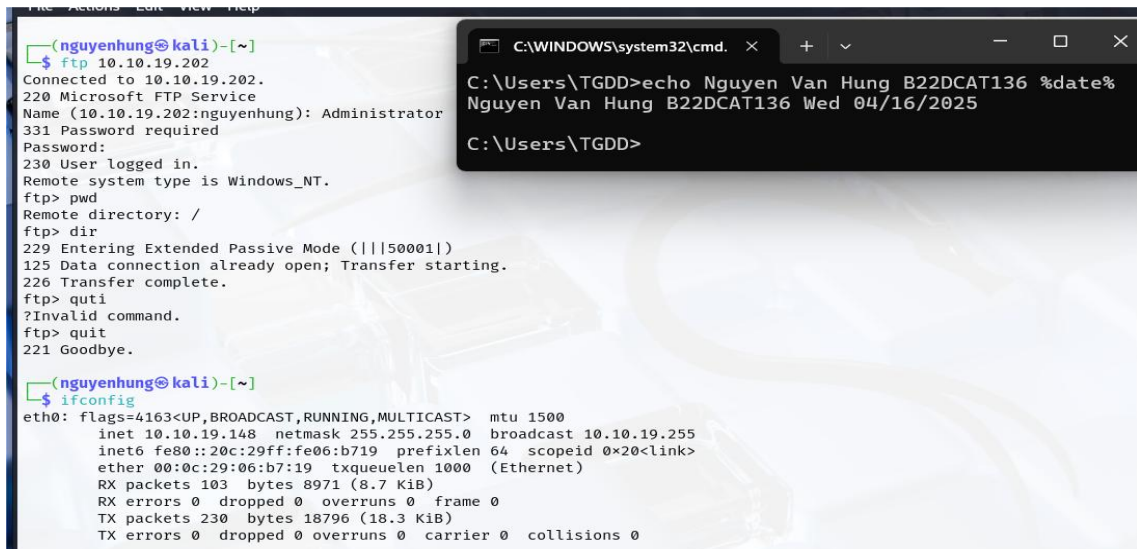 File Actions Edit View Help
┌──(nguyenhung㉿kali)-[~]
└─$ ftp 10.10.19.202
Connected to 10.10.19.202.
220 Microsoft FTP Service
Name (10.10.19.202:nguyenhung): Administrator
331 Password required
Password:
230 User logged in.
Remote system type is Windows_NT.
ftp> pwd
Remote directory: /
ftp> dir
229 Entering Extended Passive Mode (|||50001|)
125 Data connection already open; Transfer starting.
226 Transfer complete.
ftp> quti
?Invalid command.
ftp> quit
221 Goodbye.
┌──(nguyenhung㉿kali)-[~]
└─$ ifconfig
eth0: flags=4163<UP,BROADCAST,RUNNING,MULTICAST> mtu 1500
inet 10.10.19.148 netmask 255.255.255.0 broadcast 10.10.19.255
inet6 fe80::20c:29ff:fe06:b719 prefixlen 64 scopeid 0×20<link>
ether 00:0c:29:06:b7:19 txqueuelen 1000 (Ethernet)
RX packets 103 bytes 8971 (8.7 KiB)
RX errors 0 dropped 0 overruns 0 frame 0
TX packets 230 bytes 18796 (18.3 KiB)
TX errors 0 dropped 0 overruns 0 carrier 0 collisions 0
C:\WINDOWS\system32\cmd.
C:\Users\TGDD>echo Nguyen Van Hung B22DCAT136 %date%
Nguyen Van Hung B22DCAT136 Wed 04/16/2025
C:\Users\TGDD>